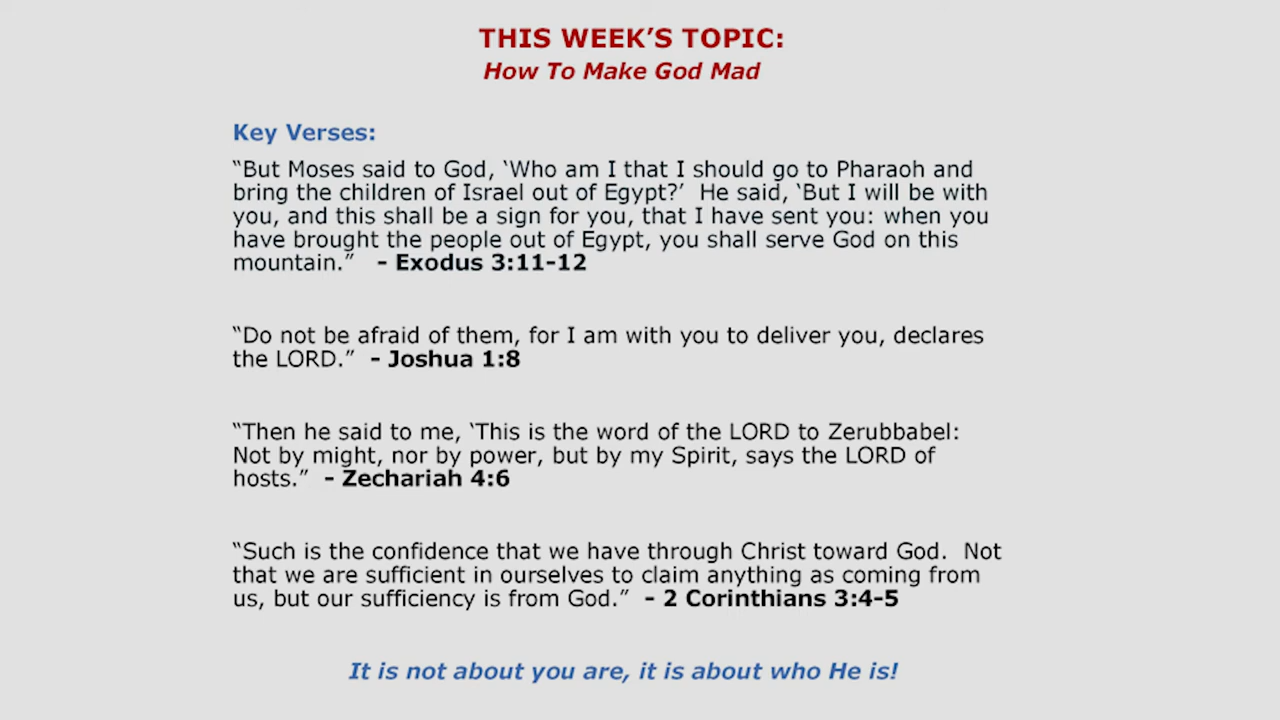 THIS WEEK’S TOPIC:
How To Make God Mad
Key Verses:
“But Moses said to God, ‘Who am I that I should go to Pharaoh and
bring the children of Israel out of Egypt?’  He said, ‘But I will be with
you, and this shall be a sign for you, that I have sent you: when you
have brought the people out of Egypt, you shall serve God on this
mountain.”   - Exodus 3:11-12
“Do not be afraid of them, for I am with you to deliver you, declares
the LORD.”  - Joshua 1:8
“Then he said to me, ‘This is the word of the LORD to Zerubbabel:
Not by might, nor by power, but by my Spirit, says the LORD of
hosts.”  - Zechariah 4:6
“Such is the confidence that we have through Christ toward God.  Not
that we are sufficient in ourselves to claim anything as coming from
us, but our sufficiency is from God.”  - 2 Corinthians 3:4-5
It is not about you are, it is about who He is!